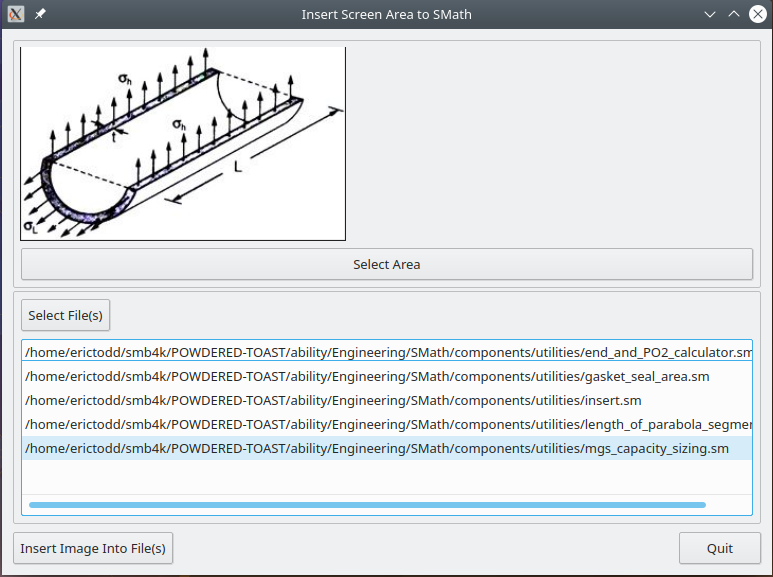 Insert Screen Area to SMath
σh
t
σh
L
σL
Select Area
Select File(s)
/home/erictodd/smb4k/POWDERED-TOAST/ability/Engineering/SMath/components/utilities/end_and_PO2_calculator.sm
/home/erictodd/smb4k/POWDERED-TOAST/ability/Engineering/SMath/components/utilities/gasket_seal_area.sm
/home/erictodd/smb4k/POWDERED-TOAST/ability/Engineering/SMath/components/utilities/insert.sm
/home/erictodd/smb4k/POWDERED-TOAST/ability/Engineering/SMath/components/utilities/length_of_parabola_segmen
/home/erictodd/smb4k/POWDERED-TOAST/ability/Engineering/SMath/components/utilities/mgs_capacity_sizing.sm
Insert Image Into File(s)
Quit